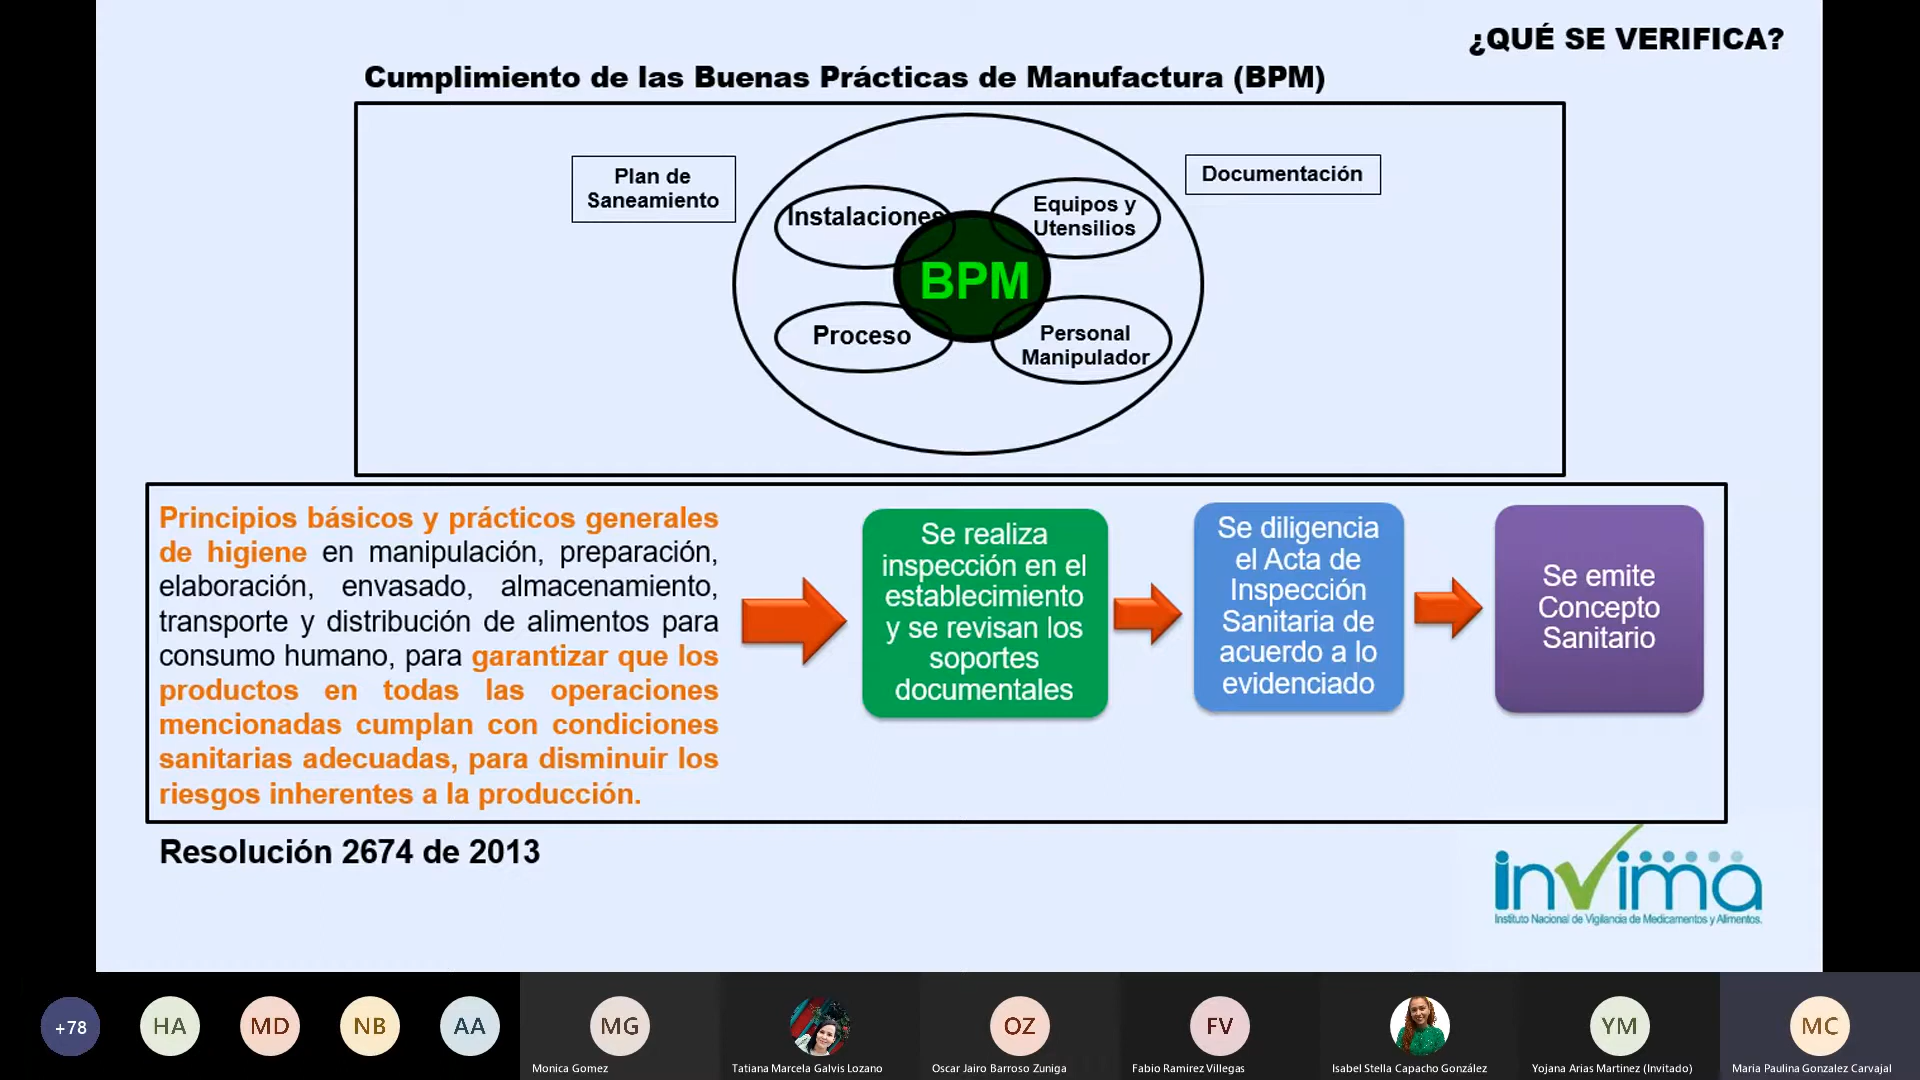 ¿QUÉ SE VERIFICA?
Cumplimiento de las Buenas Prácticas de Manufactura (BPM)
Plan de
Saneamiento
Documentación
Instalaciones
Equipos y
Utensilios
BPM
Proceso
Personal
Manipulador
Principios básicos y prácticos generales
de higiene en manipulación, preparación,
elaboración, envasado, almacenamiento,
transporte y distribución de alimentos para
consumo humano, para garantizar que los
productos en todas las operaciones
mencionadas cumplan con condiciones
sanitarias adecuadas, para disminuir los
riesgos inherentes a la producción.
Se realiza
inspección en el
establecimiento
y se revisan los
soportes
documentales
Se diligencia
el Acta de
Inspección
Sanitaria de
acuerdo a lo
evidenciado
Se emite
Concepto
Sanitario
Resolución 2674 de 2013
invima
Instituto Nacional de Vigilancia de Medicamentos y Alimentos.
+78
HA
MD
NB
AA
MG
OZ
FV
YM
MC
Monica Gomez
Tatiana Marcela Galvis Lozano
Oscar Jairo Barroso Zuniga
Fabio Ramirez Villegas
Isabel Stella Capacho González
Yojana Arias Martinez (Invitado)
Maria Paulina Gonzalez Carvajal